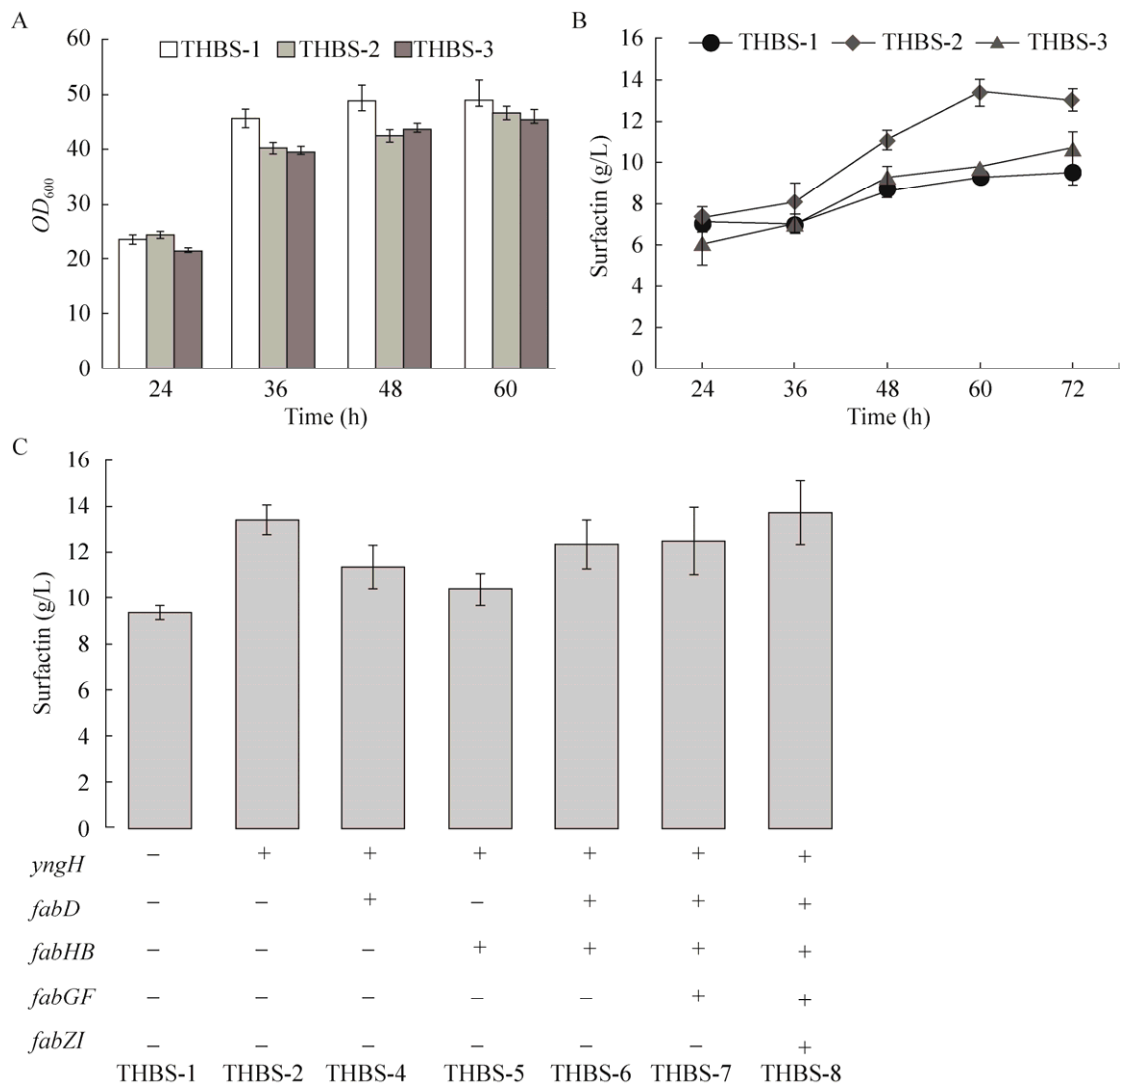 A
60
50
40
30
20
10
0
OD600
THBS-1 THBS-2 THBS-3
24 36 48 60
Time (h)
B
16
14
12
10
8
6
4
2
0
Surfactin (g/L)
THBS-1 THBS-2 THBS-3
24 36 48 60 72
Time (h)
C
16
14
12
10
8
6
4
2
0
Surfactin (g/L)
yngH − + + + + + +
fabD − − + − + + +
fabHB − − − + + + +
fabGF − − − − − + +
fabZI − − − − − − +
THBS-1 THBS-2 THBS-4 THBS-5 THBS-6 THBS-7 THBS-8